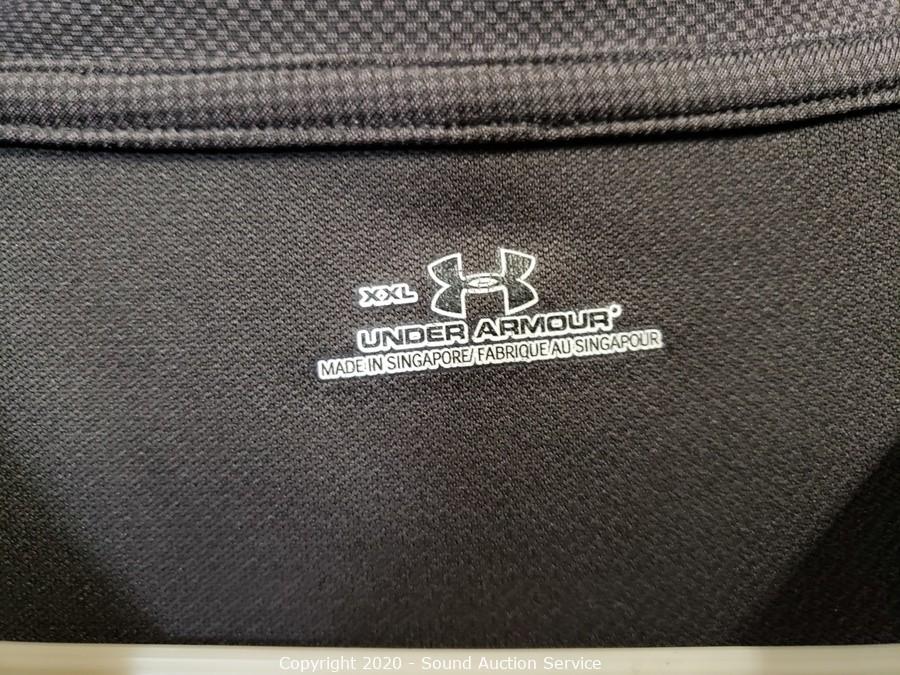 XXL
UNDER ARMOUR
MADE IN SINGAPORE/ FABRIQUE AU SINGAPOUR
Copyright 2020 - Sound Auction Service